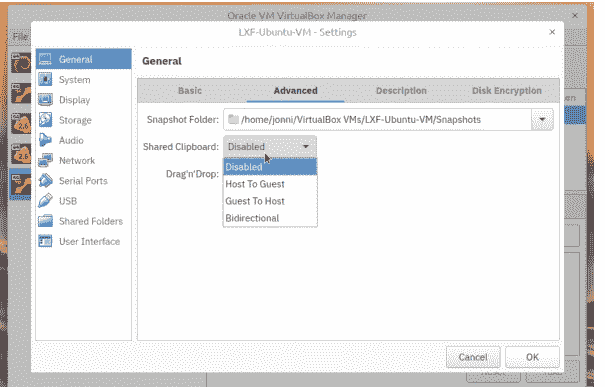 Oracle VM VirtualBox Manager
File
LXF-Ubuntu-VM - Settings
General
System
Display
Storage
Audio
Network
Serial Ports
USB
Shared Folders
User Interface
General
Basic Advanced Description Disk Encryption
Snapshot Folder: /home/jonni/VirtualBox VMs/LXF-Ubuntu-VM/Snapshots
Shared Clipboard: Disabled
Drag'n'Drop:
Disabled
Host To Guest
Guest To Host
Bidirectional
Cancel OK